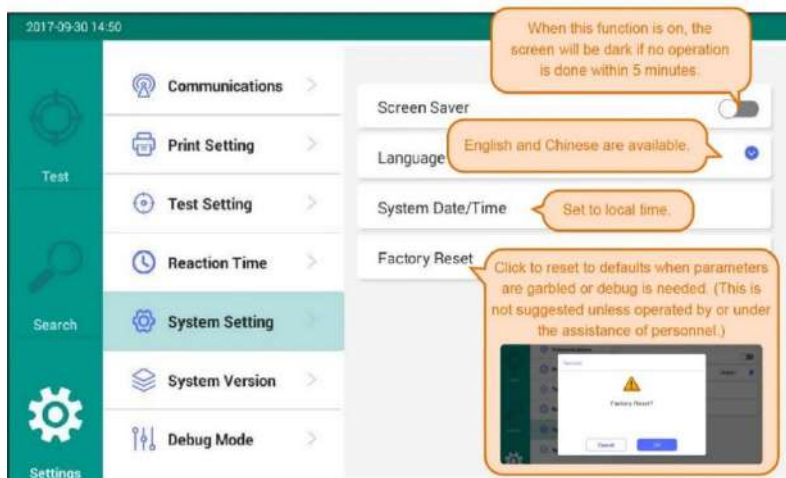 2017-09-30 14:50
When this function is on, the
screen will be dark if no operation
is done within 5 minutes.
Communications
Screen Saver
Print Setting
English and Chinese are available.
Language
Test
Test Setting
System Date/Time
Set to local time.
Reaction Time
Factory Reset
Click to reset to defaults when parameters
are garbled or debug is needed. (This is
not suggested unless operated by or under
the assistance of personnel.)
Search
System Setting
System Version
Factory Reset?
Cancel
OK
Debug Mode
Settings